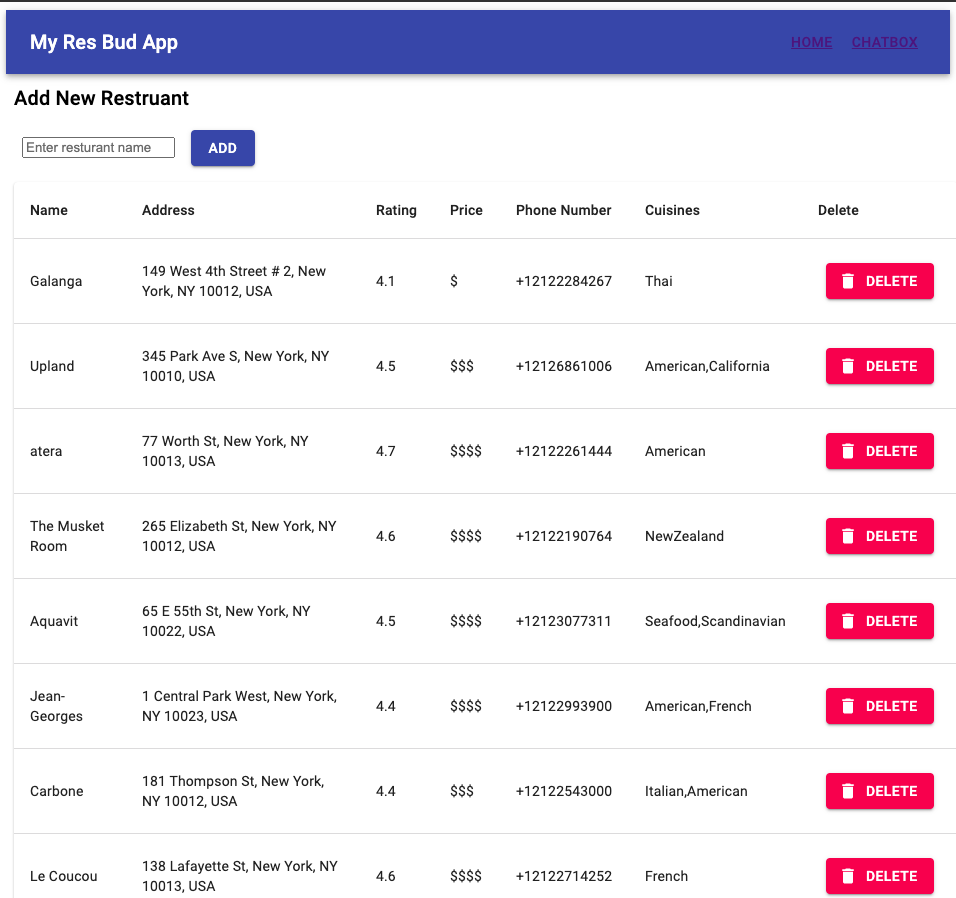 My Res Bud App HOME CHATBOX
Add New Restruant
Enter resturant name ADD
Name Address Rating Price Phone Number Cuisines Delete
Galanga 149 West 4th Street # 2, New York, NY 10012, USA 4.1 $ +12122284267 Thai DELETE
Upland 345 Park Ave S, New York, NY 10010, USA 4.5 $$$ +12126861006 American,California DELETE
atera 77 Worth St, New York, NY 10013, USA 4.7 $$$$ +12122261444 American DELETE
The Musket Room 265 Elizabeth St, New York, NY 10012, USA 4.6 $$$$ +12122190764 NewZealand DELETE
Aquavit 65 E 55th St, New York, NY 10022, USA 4.5 $$$$ +12123077311 Seafood,Scandinavian DELETE
Jean-Georges 1 Central Park West, New York, NY 10023, USA 4.4 $$$$ +12122993900 American,French DELETE
Carbone 181 Thompson St, New York, NY 10012, USA 4.4 $$$ +12122543000 Italian,American DELETE
Le Coucou 138 Lafayette St, New York, NY 10013, USA 4.6 $$$$ +12122714252 French DELETE